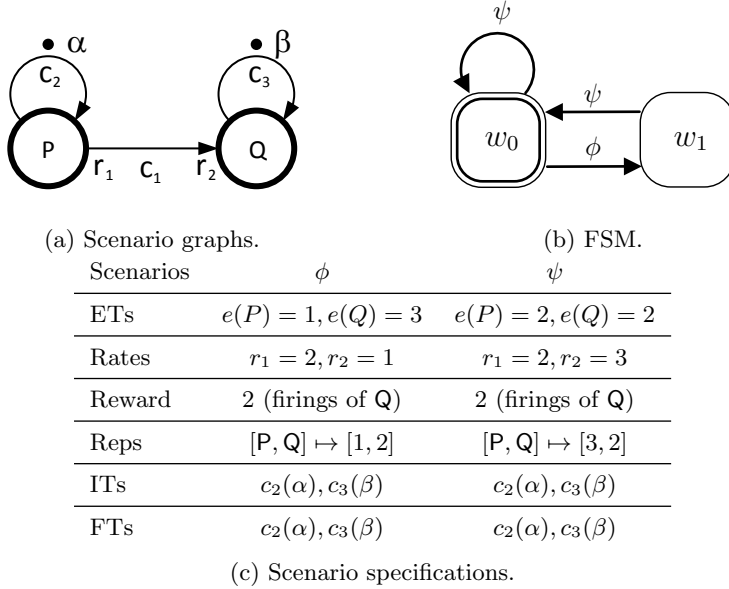 α β
c₂ c₃
P Q
r₁ c₁ r₂
ψ
ψ
w₀ w₁
ϕ
(a) Scenario graphs. (b) FSM.
Scenarios ϕ ψ
ETs e(P) = 1, e(Q) = 3 e(P) = 2, e(Q) = 2
Rates r₁ = 2, r₂ = 1 r₁ = 2, r₂ = 3
Reward 2 (firings of Q) 2 (firings of Q)
Reps [P, Q] ↦ [1, 2] [P, Q] ↦ [3, 2]
ITs c₂(α), c₃(β) c₂(α), c₃(β)
FTs c₂(α), c₃(β) c₂(α), c₃(β)
(c) Scenario specifications.